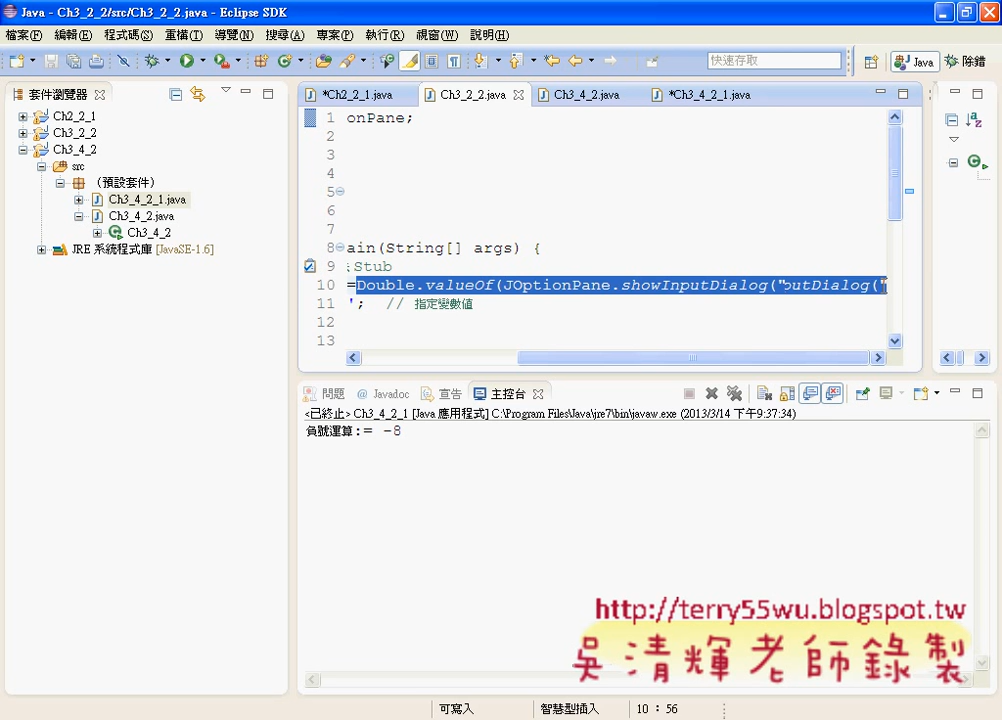 Java - Ch3_2_2/src/Ch3_2_2.java - Eclipse SDK
檔案(F) 編輯(E) 程式碼(S) 重構(T) 導覽(N) 搜尋(A) 專案(P) 執行(R) 視窗(W) 說明(H)
快速存取 Java 除錯
套件瀏覽器
Ch2_2_1
Ch3_2_2
Ch3_4_2
src
(預設套件)
Ch3_4_2_1.java
Ch3_4_2.java
Ch3_4_2
JRE 系統程式庫 [JavaSE-1.6]
*Ch2_2_1.java Ch3_2_2.java Ch3_4_2.java *Ch3_4_2_1.java
1 onPane;
2
3
4
5
6
7
8 ain(String[] args) {
9 Stub
10 =Double.valueOf(JOptionPane.showInputDialog("outDialog("
11 '; // 指定變數值
12
13
問題 @ Javadoc 宣告 主控台
<已終止> Ch3_4_2_1 [Java 應用程式] C:\Program Files\Java\jre7\bin\javaw.exe (2013/3/14 下午9:37:34)
負號運算:= -8
http://terry55wu.blogspot.tw
吳清輝老師錄製
可寫入 智慧型插入 10 : 56